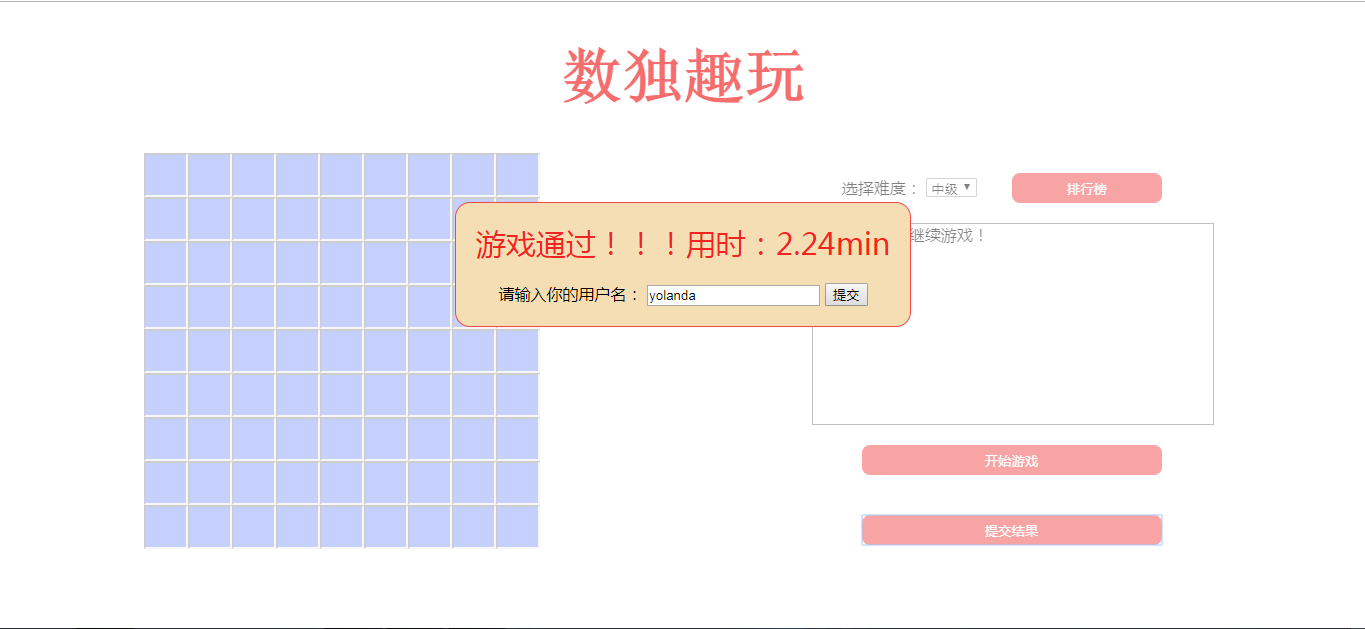 数独趣玩
选择难度： 中级 排行榜
继续游戏！
游戏通过！！！用时：2.24min
请输入你的用户名： yolanda 提交
开始游戏
提交结果